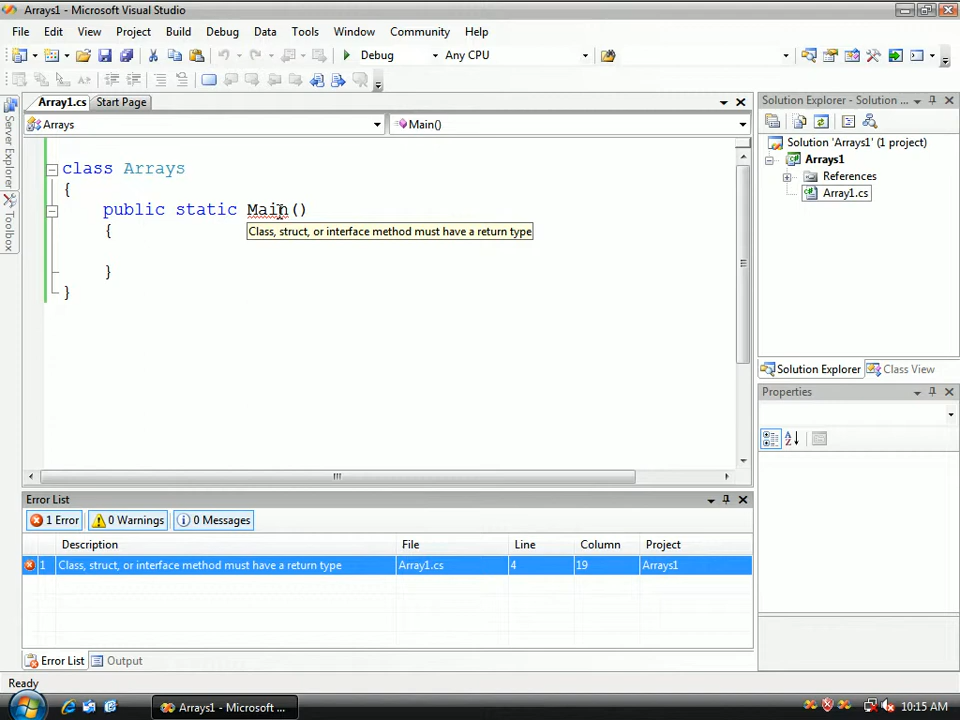 Arrays1 - Microsoft Visual Studio
File Edit View Project Build Debug Data Tools Window Community Help
Debug Any CPU
Array1.cs Start Page
Arrays Main()
class Arrays
{
public static Main()
{
Class, struct, or interface method must have a return type
}
}
Server Explorer
Toolbox
Solution Explorer - Solution ...
Solution 'Arrays1' (1 project)
Arrays1
References
Array1.cs
Solution Explorer Class View
Properties
Error List
1 Error 0 Warnings 0 Messages
Description File Line Column Project
1 Class, struct, or interface method must have a return type Array1.cs 4 19 Arrays1
Error List Output
Ready
Arrays1 - Microsoft ... 10:15 AM